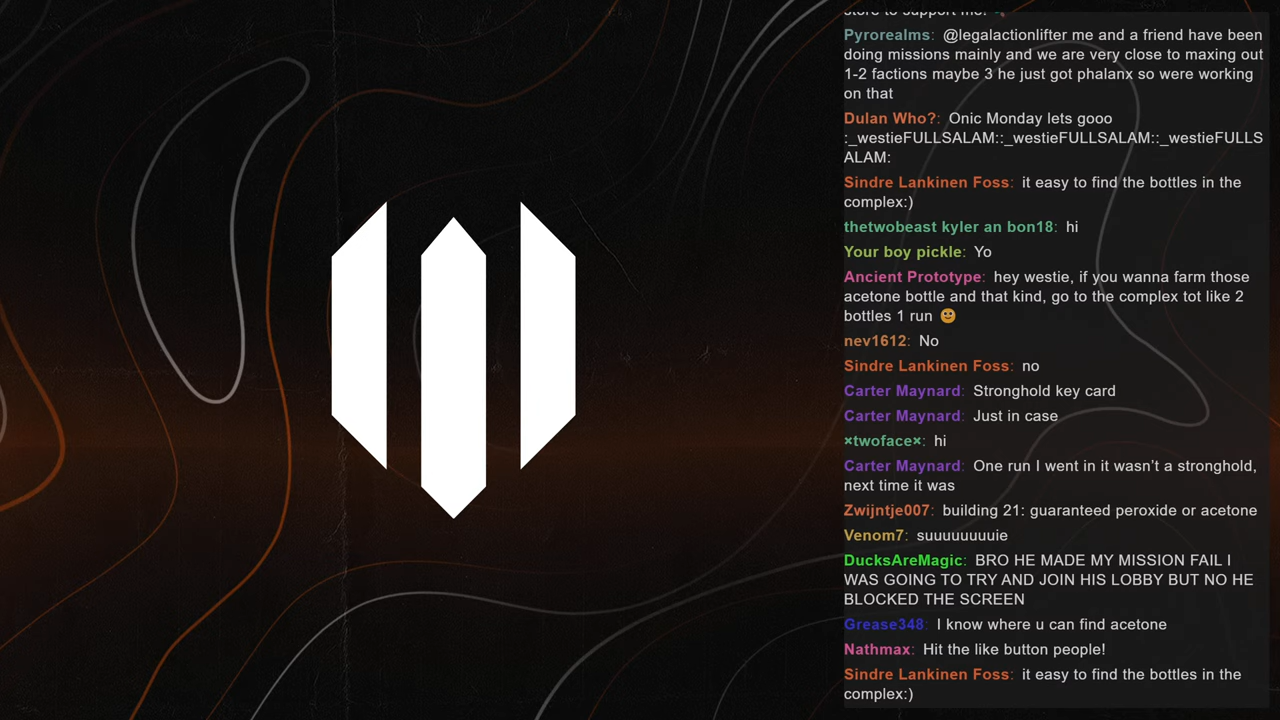 store to support me!
Pyrorealms: @legalactionlifter me and a friend have been
doing missions mainly and we are very close to maxing out
1-2 factions maybe 3 he just got phalanx so were working
on that
Dulan Who?: Onic Monday lets gooo
:_westieFULLSALAM::_westieFULLSALAM::_westieFULLS
ALAM:
Sindre Lankinen Foss: it easy to find the bottles in the
complex:)
thetwobeast kyler an bon18: hi
Your boy pickle: Yo
Ancient Prototype: hey westie, if you wanna farm those
acetone bottle and that kind, go to the complex tot like 2
bottles 1 run
nev1612: No
Sindre Lankinen Foss: no
Carter Maynard: Stronghold key card
Carter Maynard: Just in case
×twoface×: hi
Carter Maynard: One run I went in it wasn't a stronghold,
next time it was
Zwijntje007: building 21: guaranteed peroxide or acetone
Venom7: suuuuuuuuie
DucksAreMagic: BRO HE MADE MY MISSION FAIL I
WAS GOING TO TRY AND JOIN HIS LOBBY BUT NO HE
BLOCKED THE SCREEN
Grease348: I know where u can find acetone
Nathmax: Hit the like button people!
Sindre Lankinen Foss: it easy to find the bottles in the
complex:)